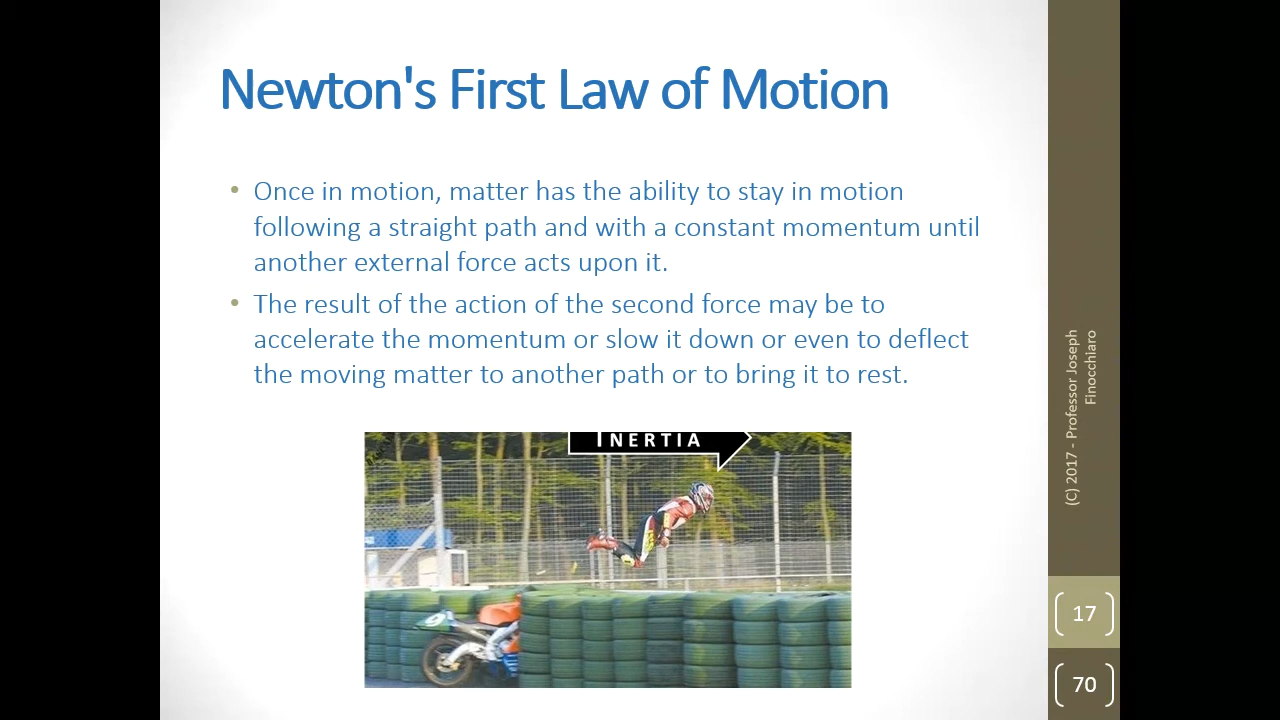 Newton's First Law of Motion
Once in motion, matter has the ability to stay in motion
following a straight path and with a constant momentum until
another external force acts upon it.
The result of the action of the second force may be to
accelerate the momentum or slow it down or even to deflect
the moving matter to another path or to bring it to rest.
INERTIA
9
(C) 2017 - Professor Joseph
Finocchiaro
17
70